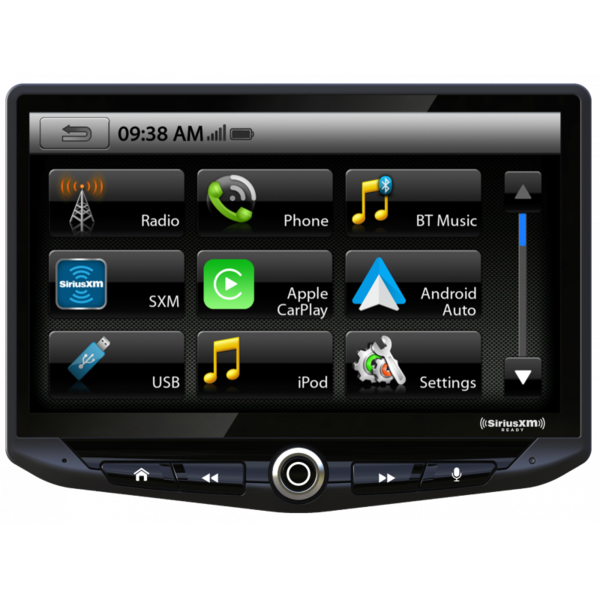 09:38 AM
Radio
Phone
BT Music
SiriusXm
SXM
Apple
CarPlay
Android
Auto
USB
iPod
Settings
SiriusXm
READY